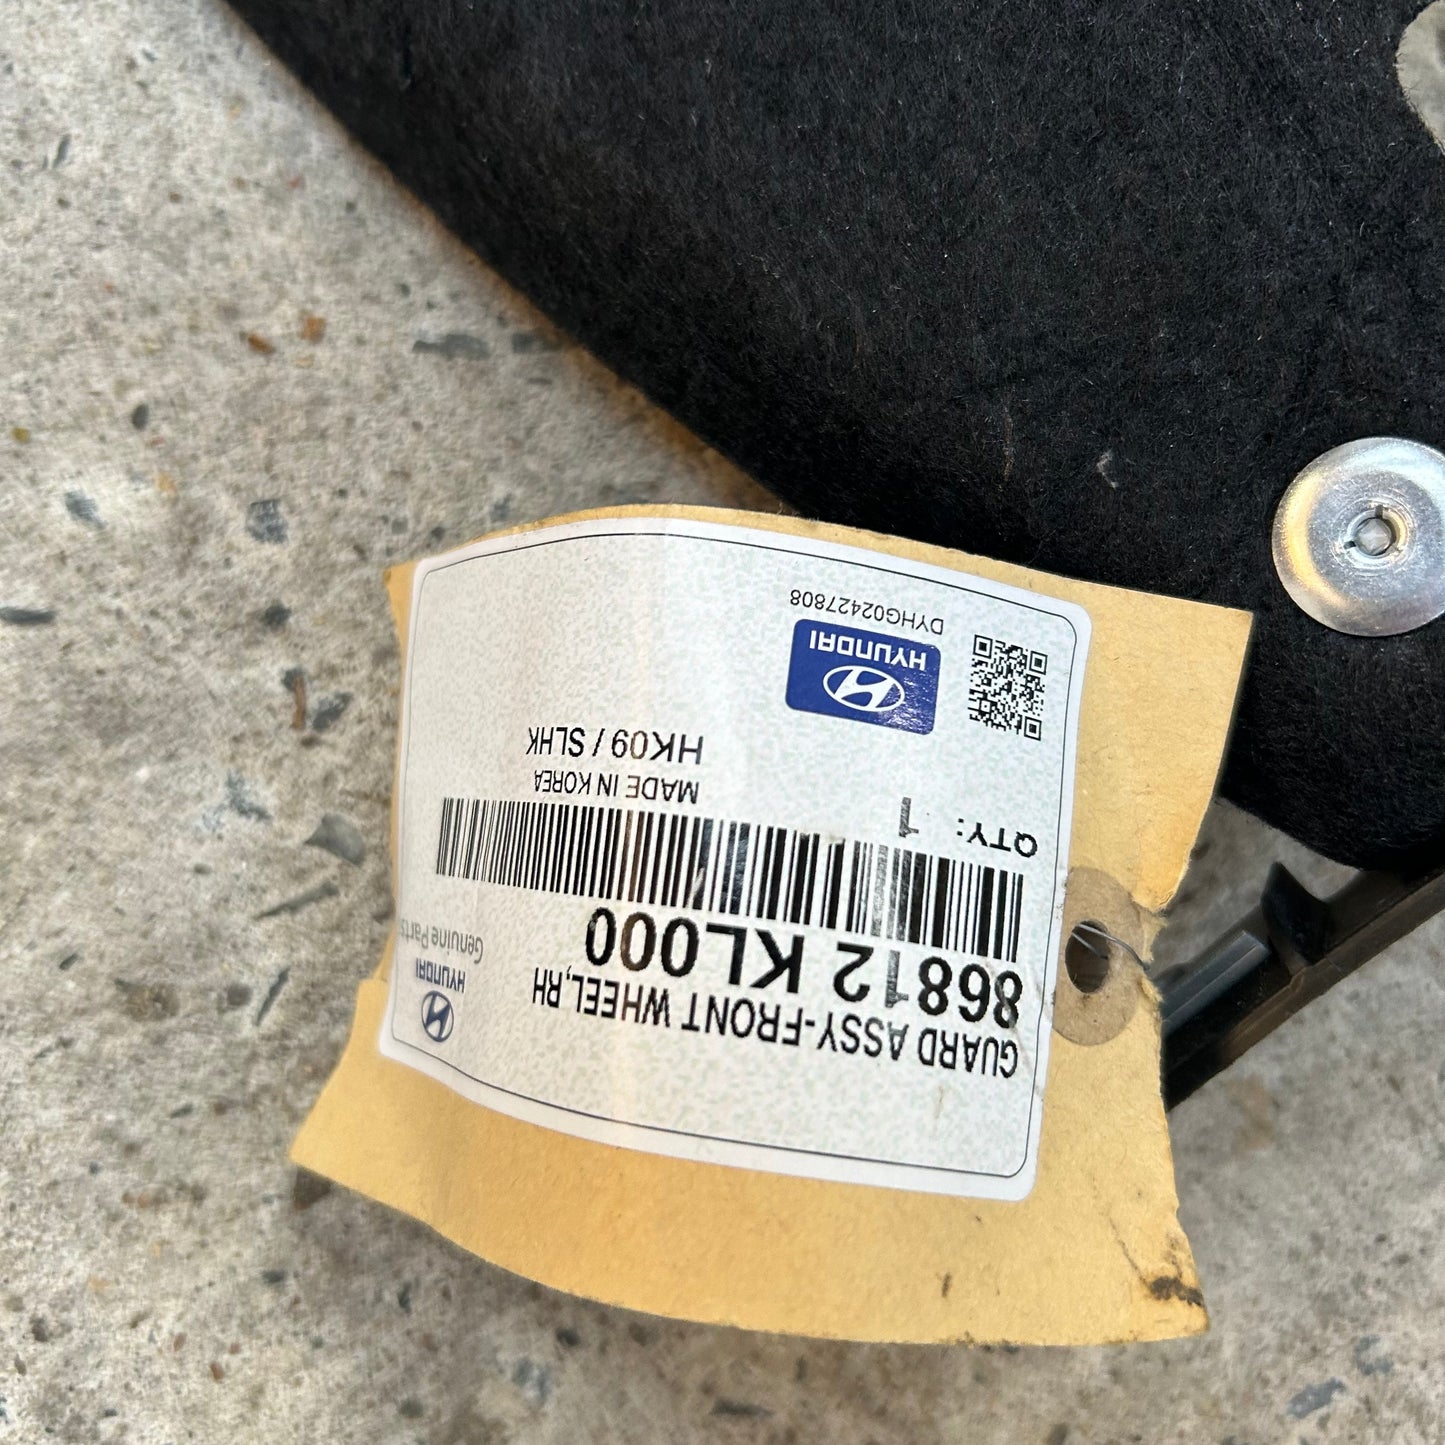 GUARD ASSY-FRONT WHEEL,RH
HYUNDAI
Genuine Parts
86812 KL000
QTY: 1
MADE IN KOREA
HK09 / SLHK
HYUNDAI
DYHG02427808